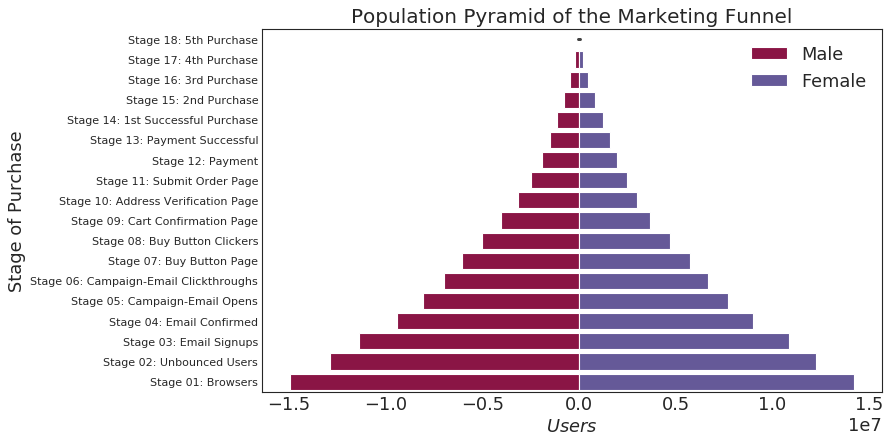 Population Pyramid of the Marketing Funnel
Stage of Purchase
Stage 18: 5th Purchase
Stage 17: 4th Purchase
Stage 16: 3rd Purchase
Stage 15: 2nd Purchase
Stage 14: 1st Successful Purchase
Stage 13: Payment Successful
Stage 12: Payment
Stage 11: Submit Order Page
Stage 10: Address Verification Page
Stage 09: Cart Confirmation Page
Stage 08: Buy Button Clickers
Stage 07: Buy Button Page
Stage 06: Campaign-Email Clickthroughs
Stage 05: Campaign-Email Opens
Stage 04: Email Confirmed
Stage 03: Email Signups
Stage 02: Unbounced Users
Stage 01: Browsers
Male
Female
−1.5 −1.0 −0.5 0.0 0.5 1.0 1.5
Users
1e7